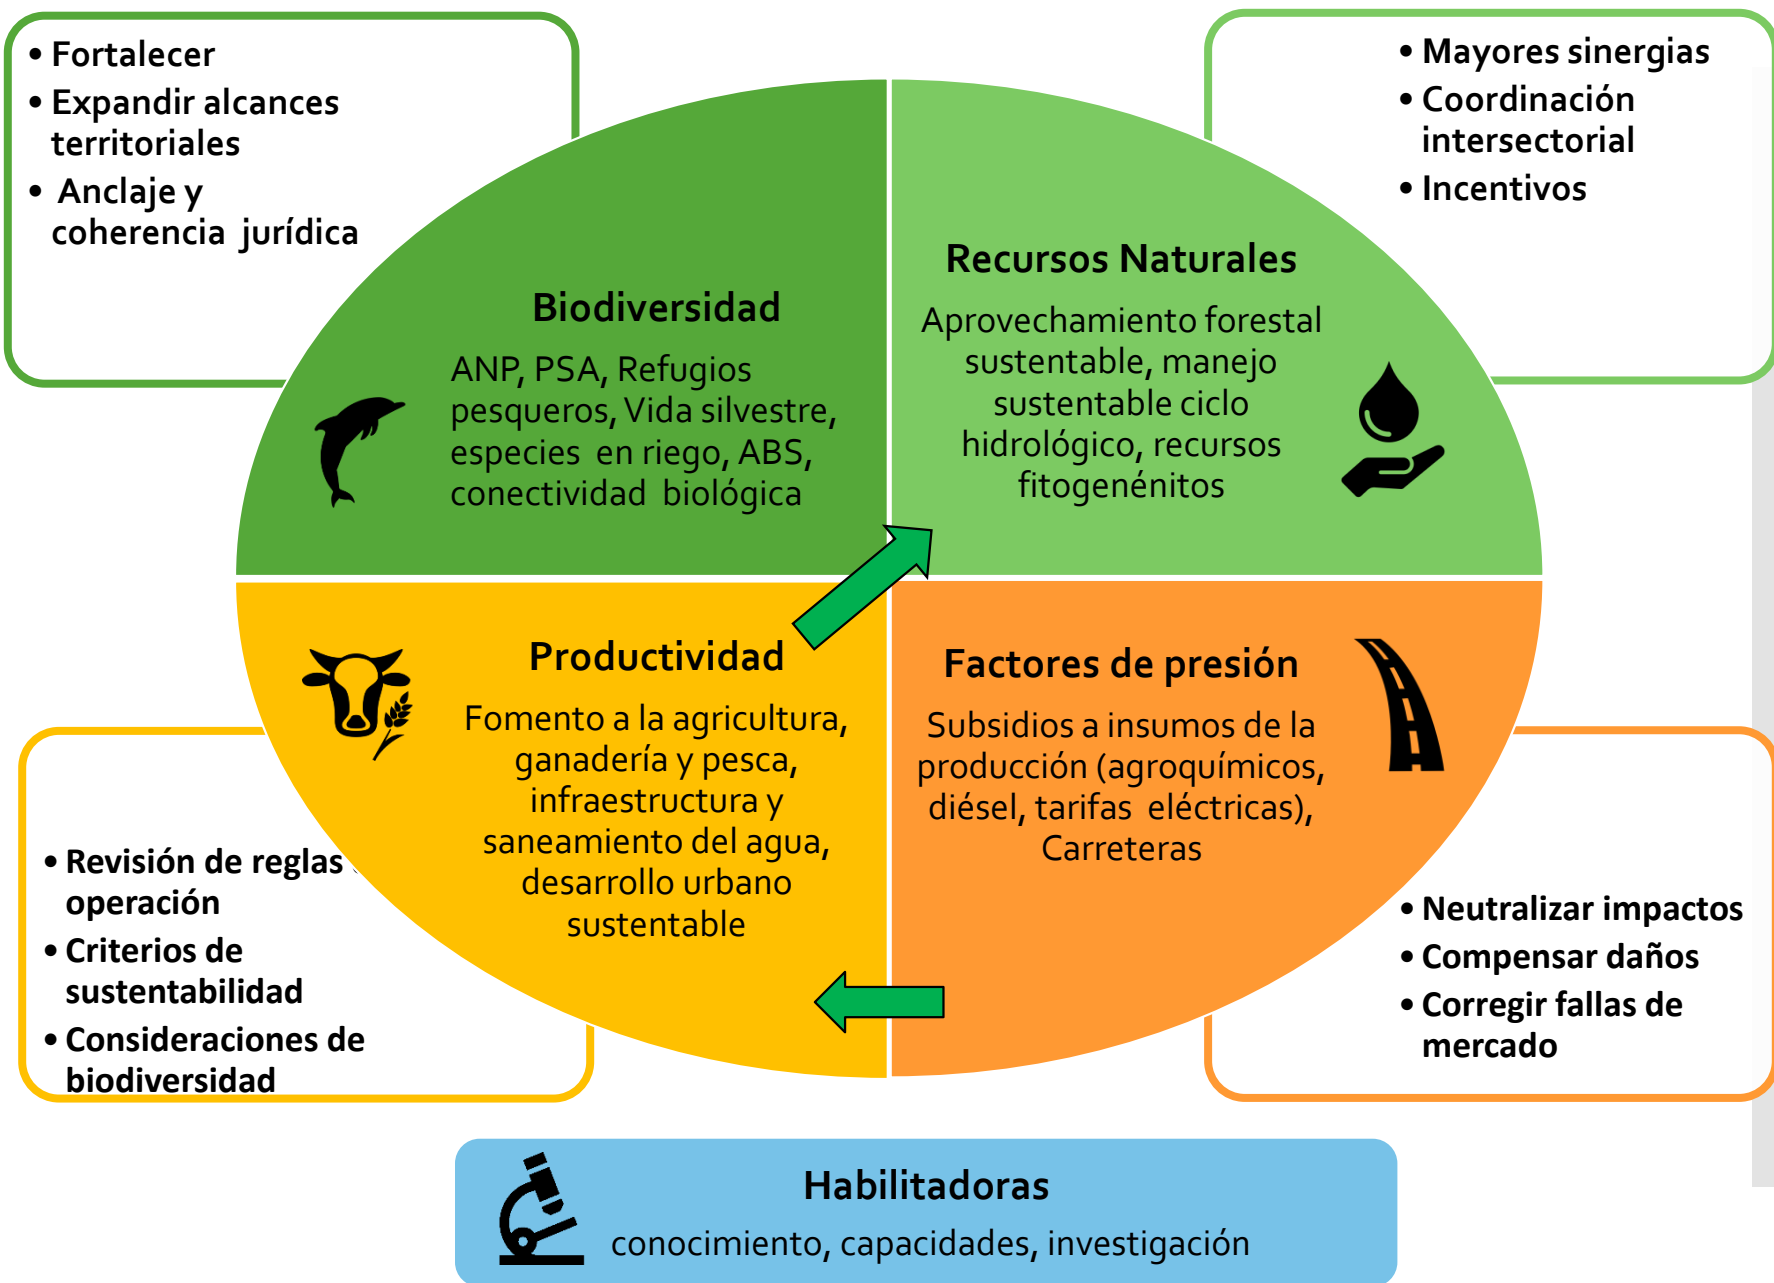 • Fortalecer
• Expandir alcances
territoriales
• Anclaje y
coherencia jurídica
• Mayores sinergias
• Coordinación
intersectorial
• Incentivos
Biodiversidad
ANP, PSA, Refugios
pesqueros, Vida silvestre,
especies en riego, ABS,
conectividad biológica
Recursos Naturales
Aprovechamiento forestal
sustentable, manejo
sustentable ciclo
hidrológico, recursos
fitogenénitos
Productividad
Fomento a la agricultura,
ganadería y pesca,
infraestructura y
saneamiento del agua,
desarrollo urbano
sustentable
Factores de presión
Subsidios a insumos de la
producción (agroquímicos,
diésel, tarifas eléctricas),
Carreteras
• Revisión de reglas
operación
• Criterios de
sustentabilidad
• Consideraciones de
biodiversidad
• Neutralizar impactos
• Compensar daños
• Corregir fallas de
mercado
Habilitadoras
conocimiento, capacidades, investigación